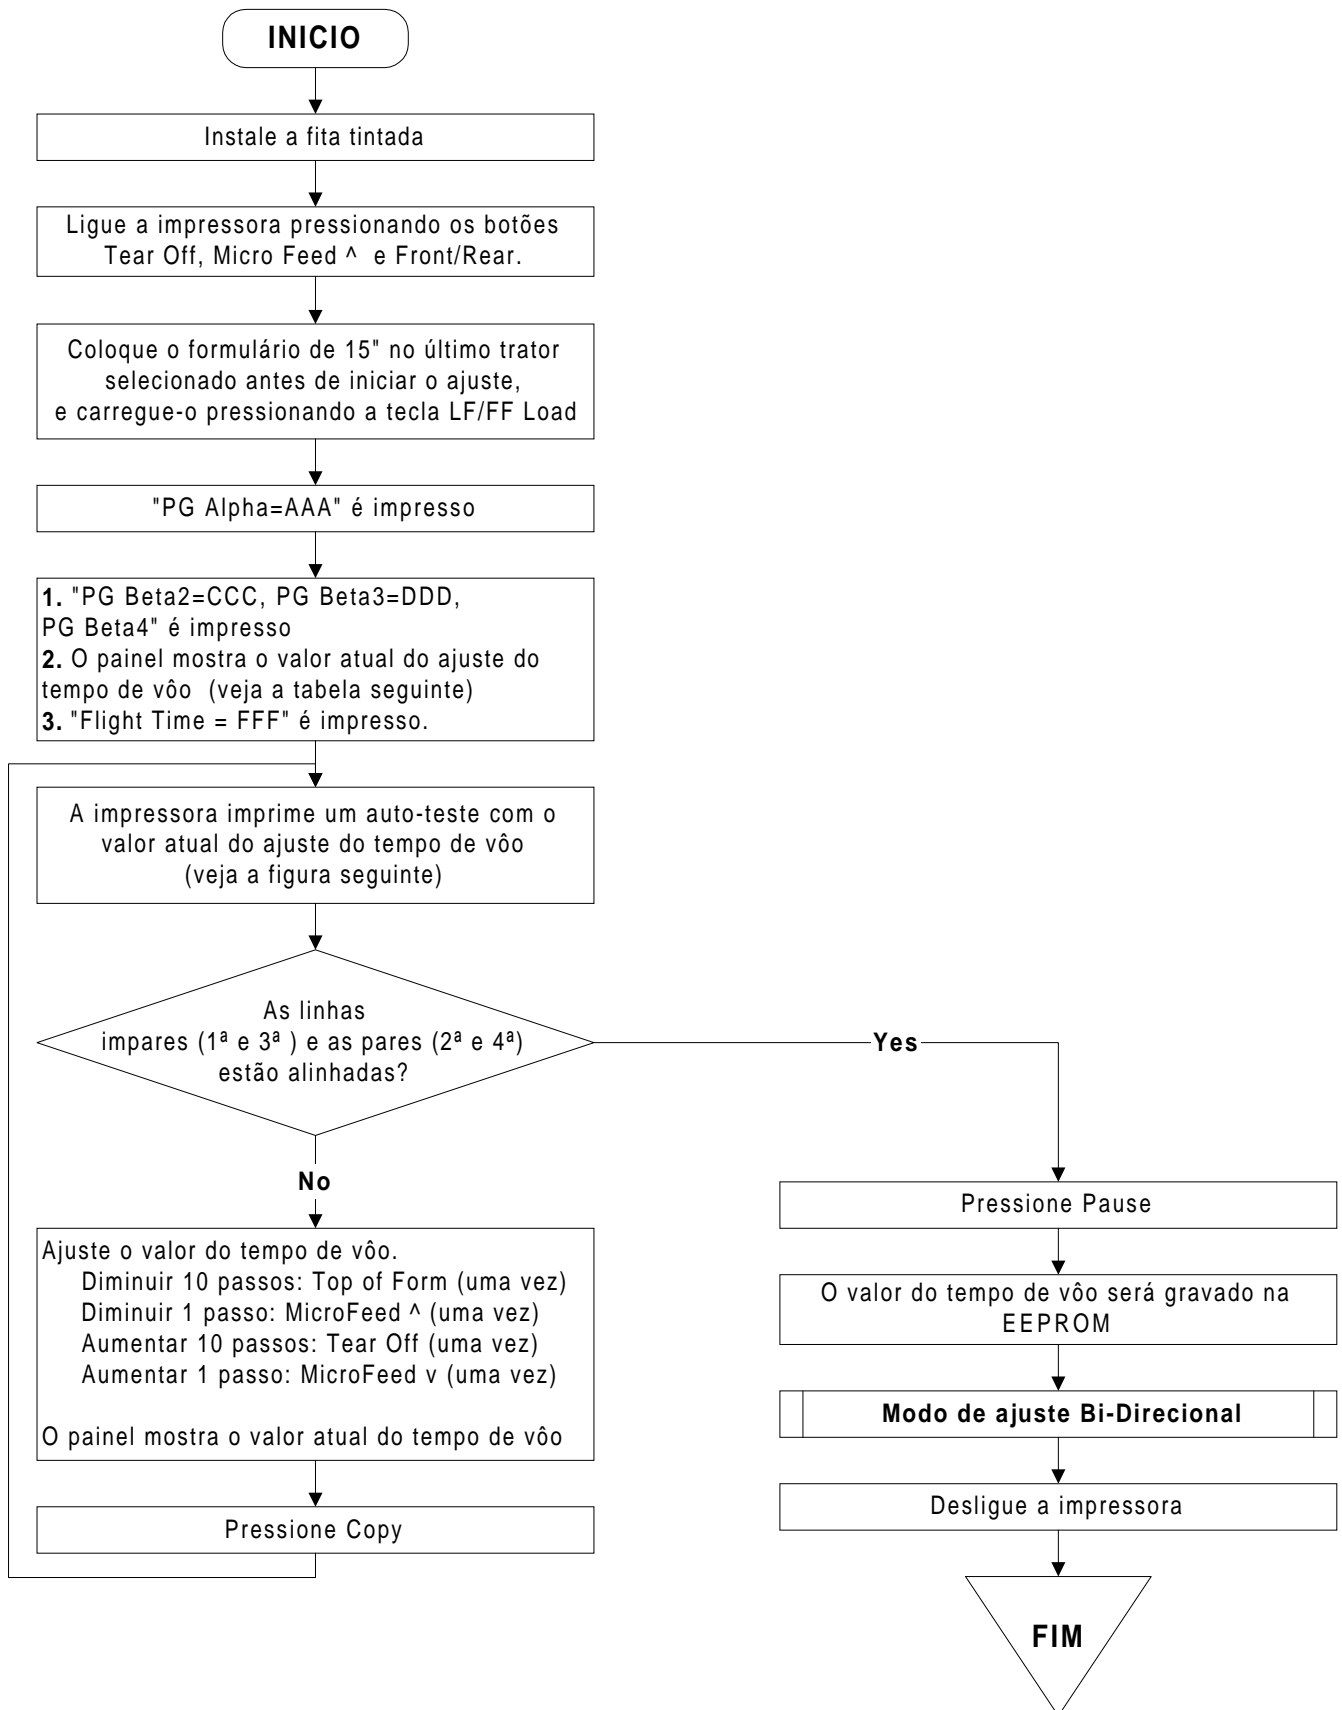 INICIO
Instale a fita tintada
Ligue a impressora pressionando os botões
Tear Off, Micro Feed ^ e Front/Rear.
Coloque o formulário de 15" no último trator
selecionado antes de iniciar o ajuste,
e carregue-o pressionando a tecla LF/FF Load
"PG Alpha=AAA" é impresso
1. "PG Beta2=CCC, PG Beta3=DDD,
PG Beta4" é impresso
2. O painel mostra o valor atual do ajuste do
tempo de vôo (veja a tabela seguinte)
3. "Flight Time = FFF" é impresso.
A impressora imprime um auto-teste com o
valor atual do ajuste do tempo de vôo
(veja a figura seguinte)
As linhas
impares (1ª e 3ª ) e as pares (2ª e 4ª)
estão alinhadas?
Yes
No
Ajuste o valor do tempo de vôo.
Diminuir 10 passos: Top of Form (uma vez)
Diminuir 1 passo: MicroFeed ^ (uma vez)
Aumentar 10 passos: Tear Off (uma vez)
Aumentar 1 passo: MicroFeed v (uma vez)
O painel mostra o valor atual do tempo de vôo
Pressione Copy
Pressione Pause
O valor do tempo de vôo será gravado na
EEPROM
Modo de ajuste Bi-Direcional
Desligue a impressora
FIM